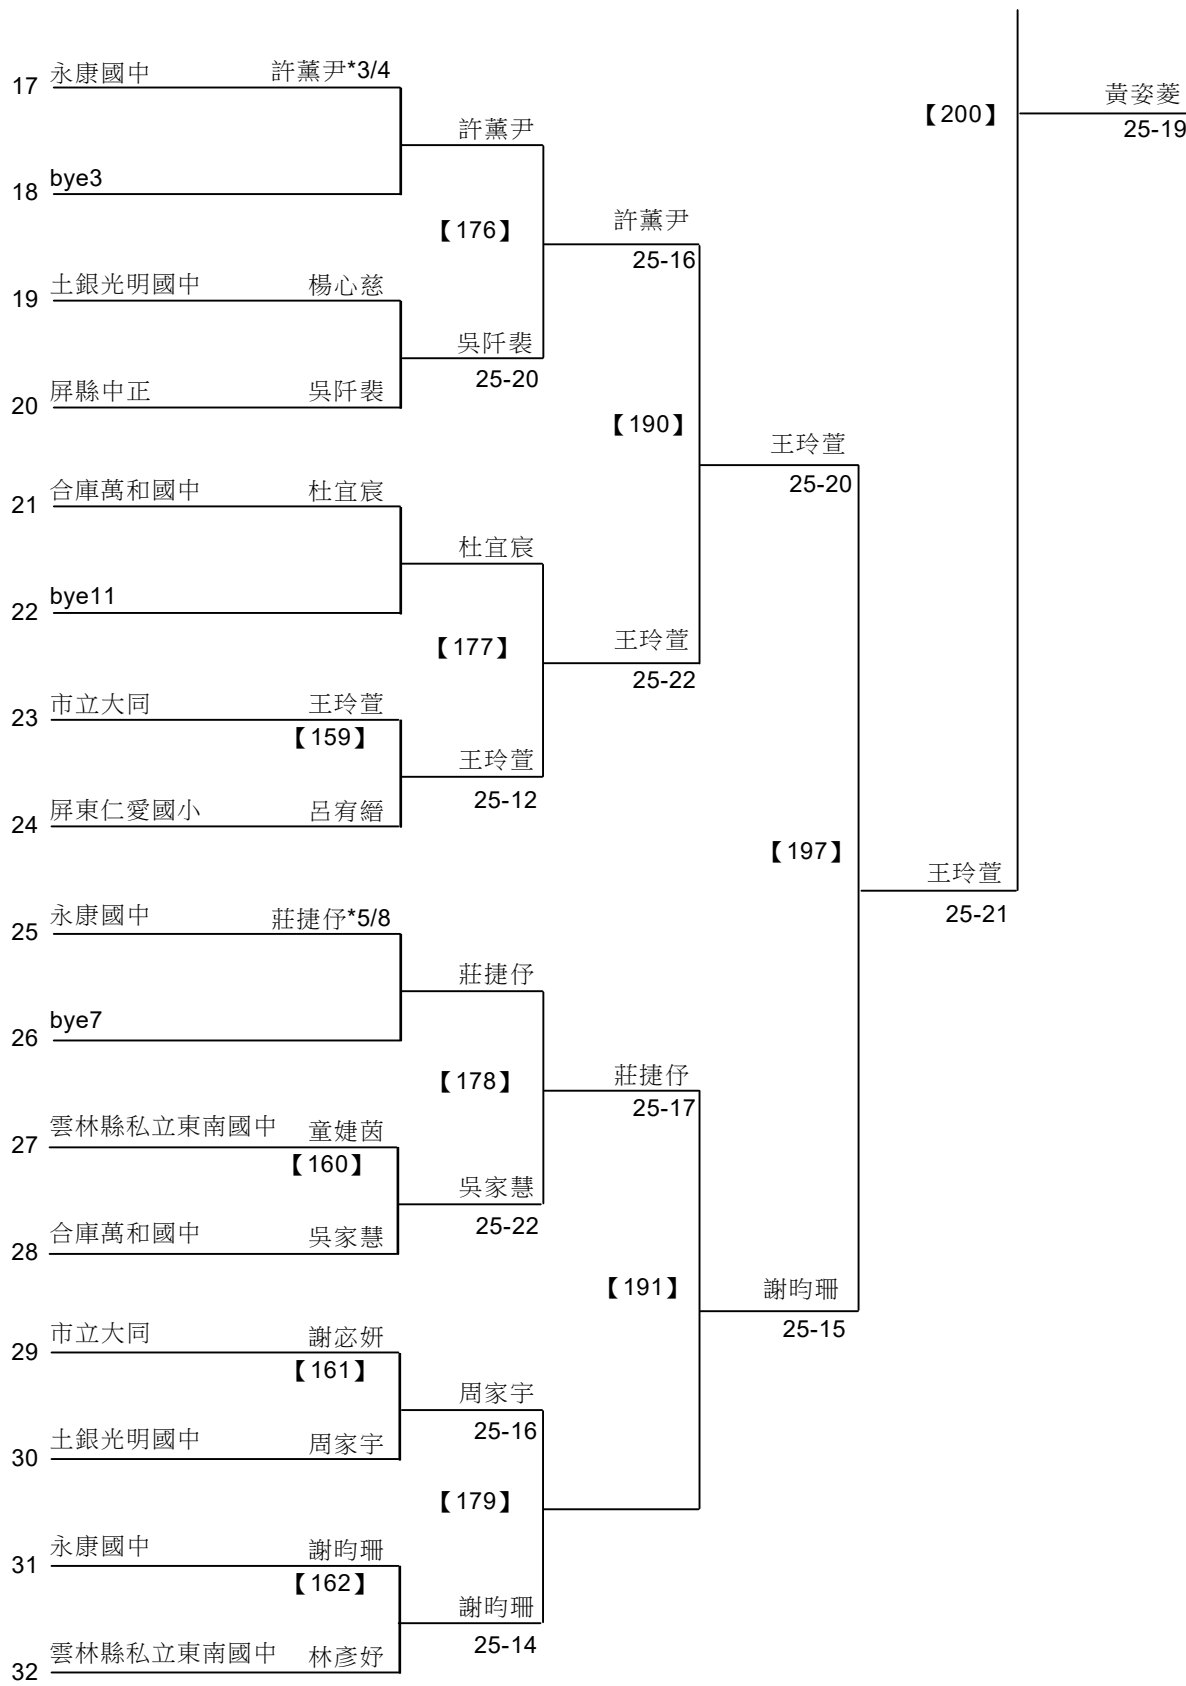 17 永康國中 許薰尹*3/4
【200】 黃姿菱
25-19
許薰尹
18 bye3
【176】 許薰尹
25-16
19 土銀光明國中 楊心慈
吳阡裴
25-20
20 屏縣中正 吳阡裴
【190】 王玲萱
25-20
21 合庫萬和國中 杜宜宸
杜宜宸
22 bye11
【177】 王玲萱
25-22
23 市立大同 王玲萱
【159】 王玲萱
25-12
24 屏東仁愛國小 呂宥縉
【197】 王玲萱
25-21
25 永康國中 莊捷伃*5/8
莊捷伃
26 bye7
【178】 莊捷伃
25-17
27 雲林縣私立東南國中 童婕茵
【160】 吳家慧
25-22
28 合庫萬和國中 吳家慧
【191】 謝昀珊
25-15
29 市立大同 謝宓妍
【161】 周家宇
25-16
30 土銀光明國中 周家宇
【179】
31 永康國中 謝昀珊
【162】 謝昀珊
25-14
32 雲林縣私立東南國中 林彥妤